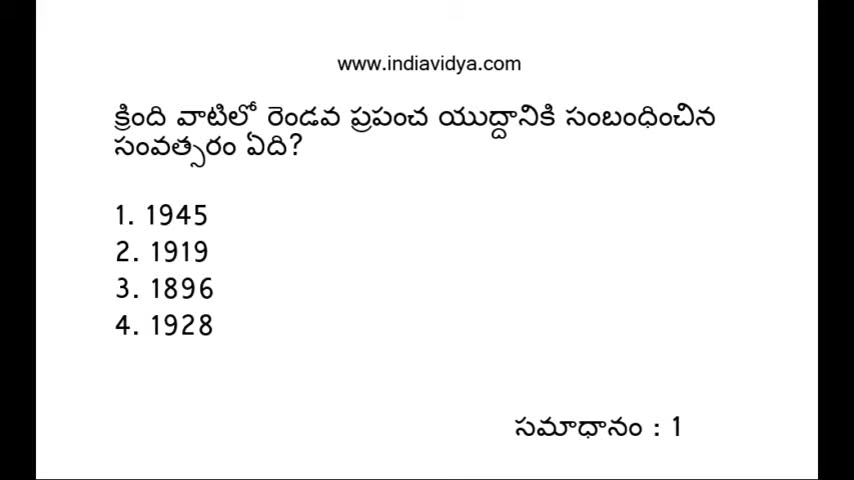 www.indiavidya.com
క్రింది వాటిలో రెండవ ప్రపంచ యుద్దానికి సంబంధించిన
సంవత్సరం ఏది?
1. 1945
2. 1919
3. 1896
4. 1928
సమాధానం : 1